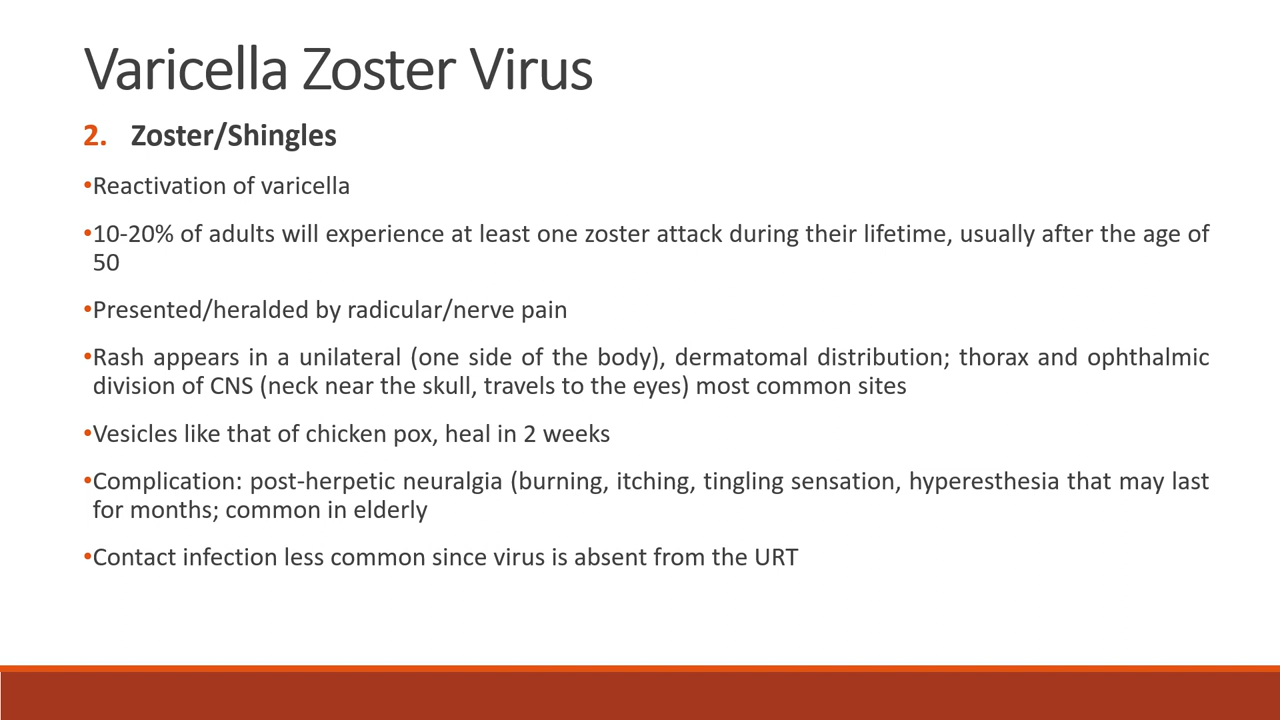 Varicella Zoster Virus
2. Zoster/Shingles
•Reactivation of varicella
•10-20% of adults will experience at least one zoster attack during their lifetime, usually after the age of
50
•Presented/heralded by radicular/nerve pain
•Rash appears in a unilateral (one side of the body), dermatomal distribution; thorax and ophthalmic
division of CNS (neck near the skull, travels to the eyes) most common sites
•Vesicles like that of chicken pox, heal in 2 weeks
•Complication: post-herpetic neuralgia (burning, itching, tingling sensation, hyperesthesia that may last
for months; common in elderly
•Contact infection less common since virus is absent from the URT